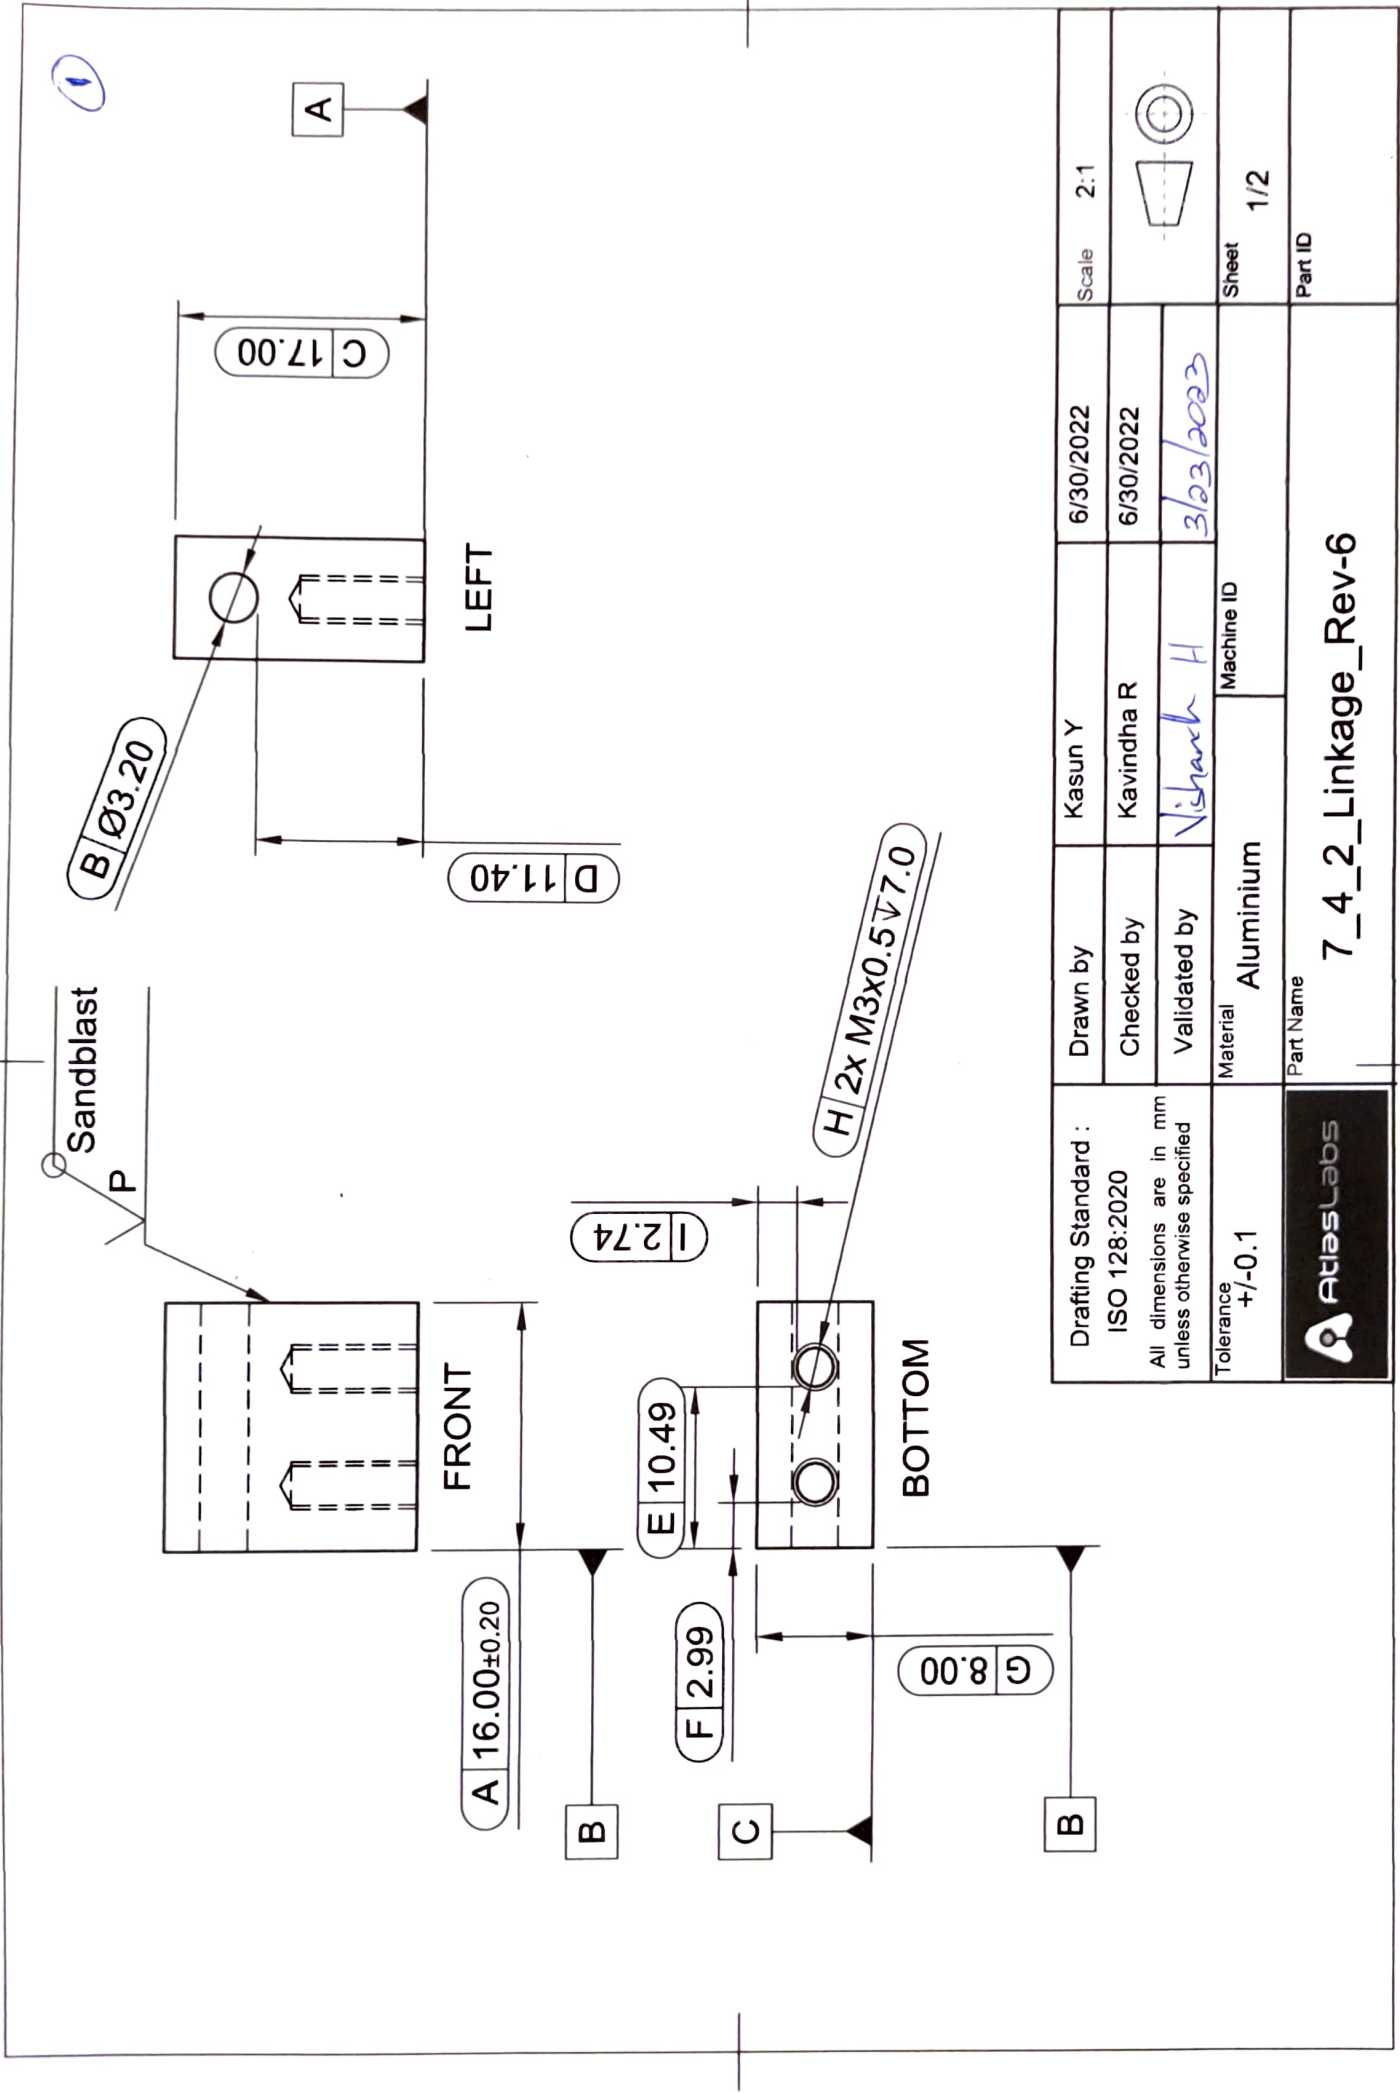 1
Sandblast
P
B Ø3.20
A
C 17.00
D 11.40
LEFT
FRONT
A 16.00±0.20
B
I 2.74
E 10.49
F 2.99
H 2x M3x0.5↧7.0
C
G 8.00
BOTTOM
B
Drafting Standard :
ISO 128:2020
All dimensions are in mm
unless otherwise specified
Tolerance
+/-0.1
Drawn by Kasun Y 6/30/2022
Checked by Kavindha R 6/30/2022
Validated by Vishanth H 3/23/2023
Scale 2:1
Material
Aluminium
Machine ID
Sheet
1/2
AtlasLabs
Part Name
7_4_2_Linkage_Rev-6
Part ID